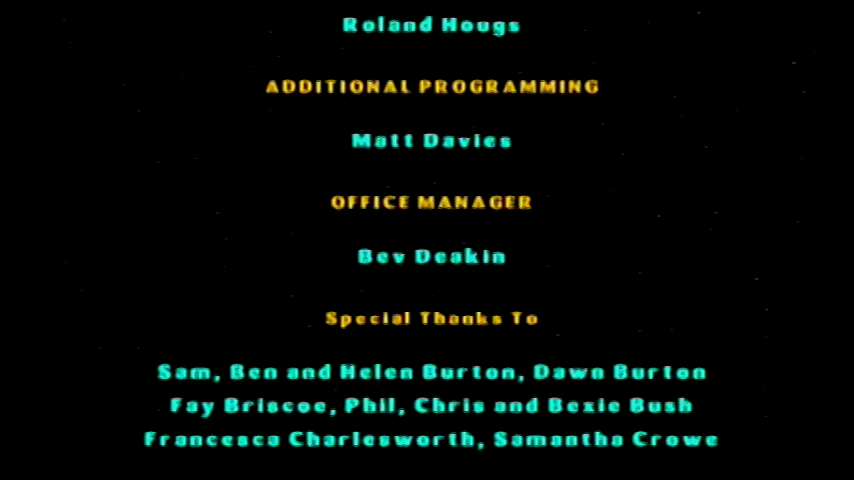 Roland Hougs
ADDITIONAL PROGRAMMING
Matt Davies
OFFICE MANAGER
Bev Deakin
Special Thanks To
Sam, Ben and Helen Burton, Dawn Burton
Fay Briscoe, Phil, Chris and Bexie Bush
Francesca Charlesworth, Samantha Crowe